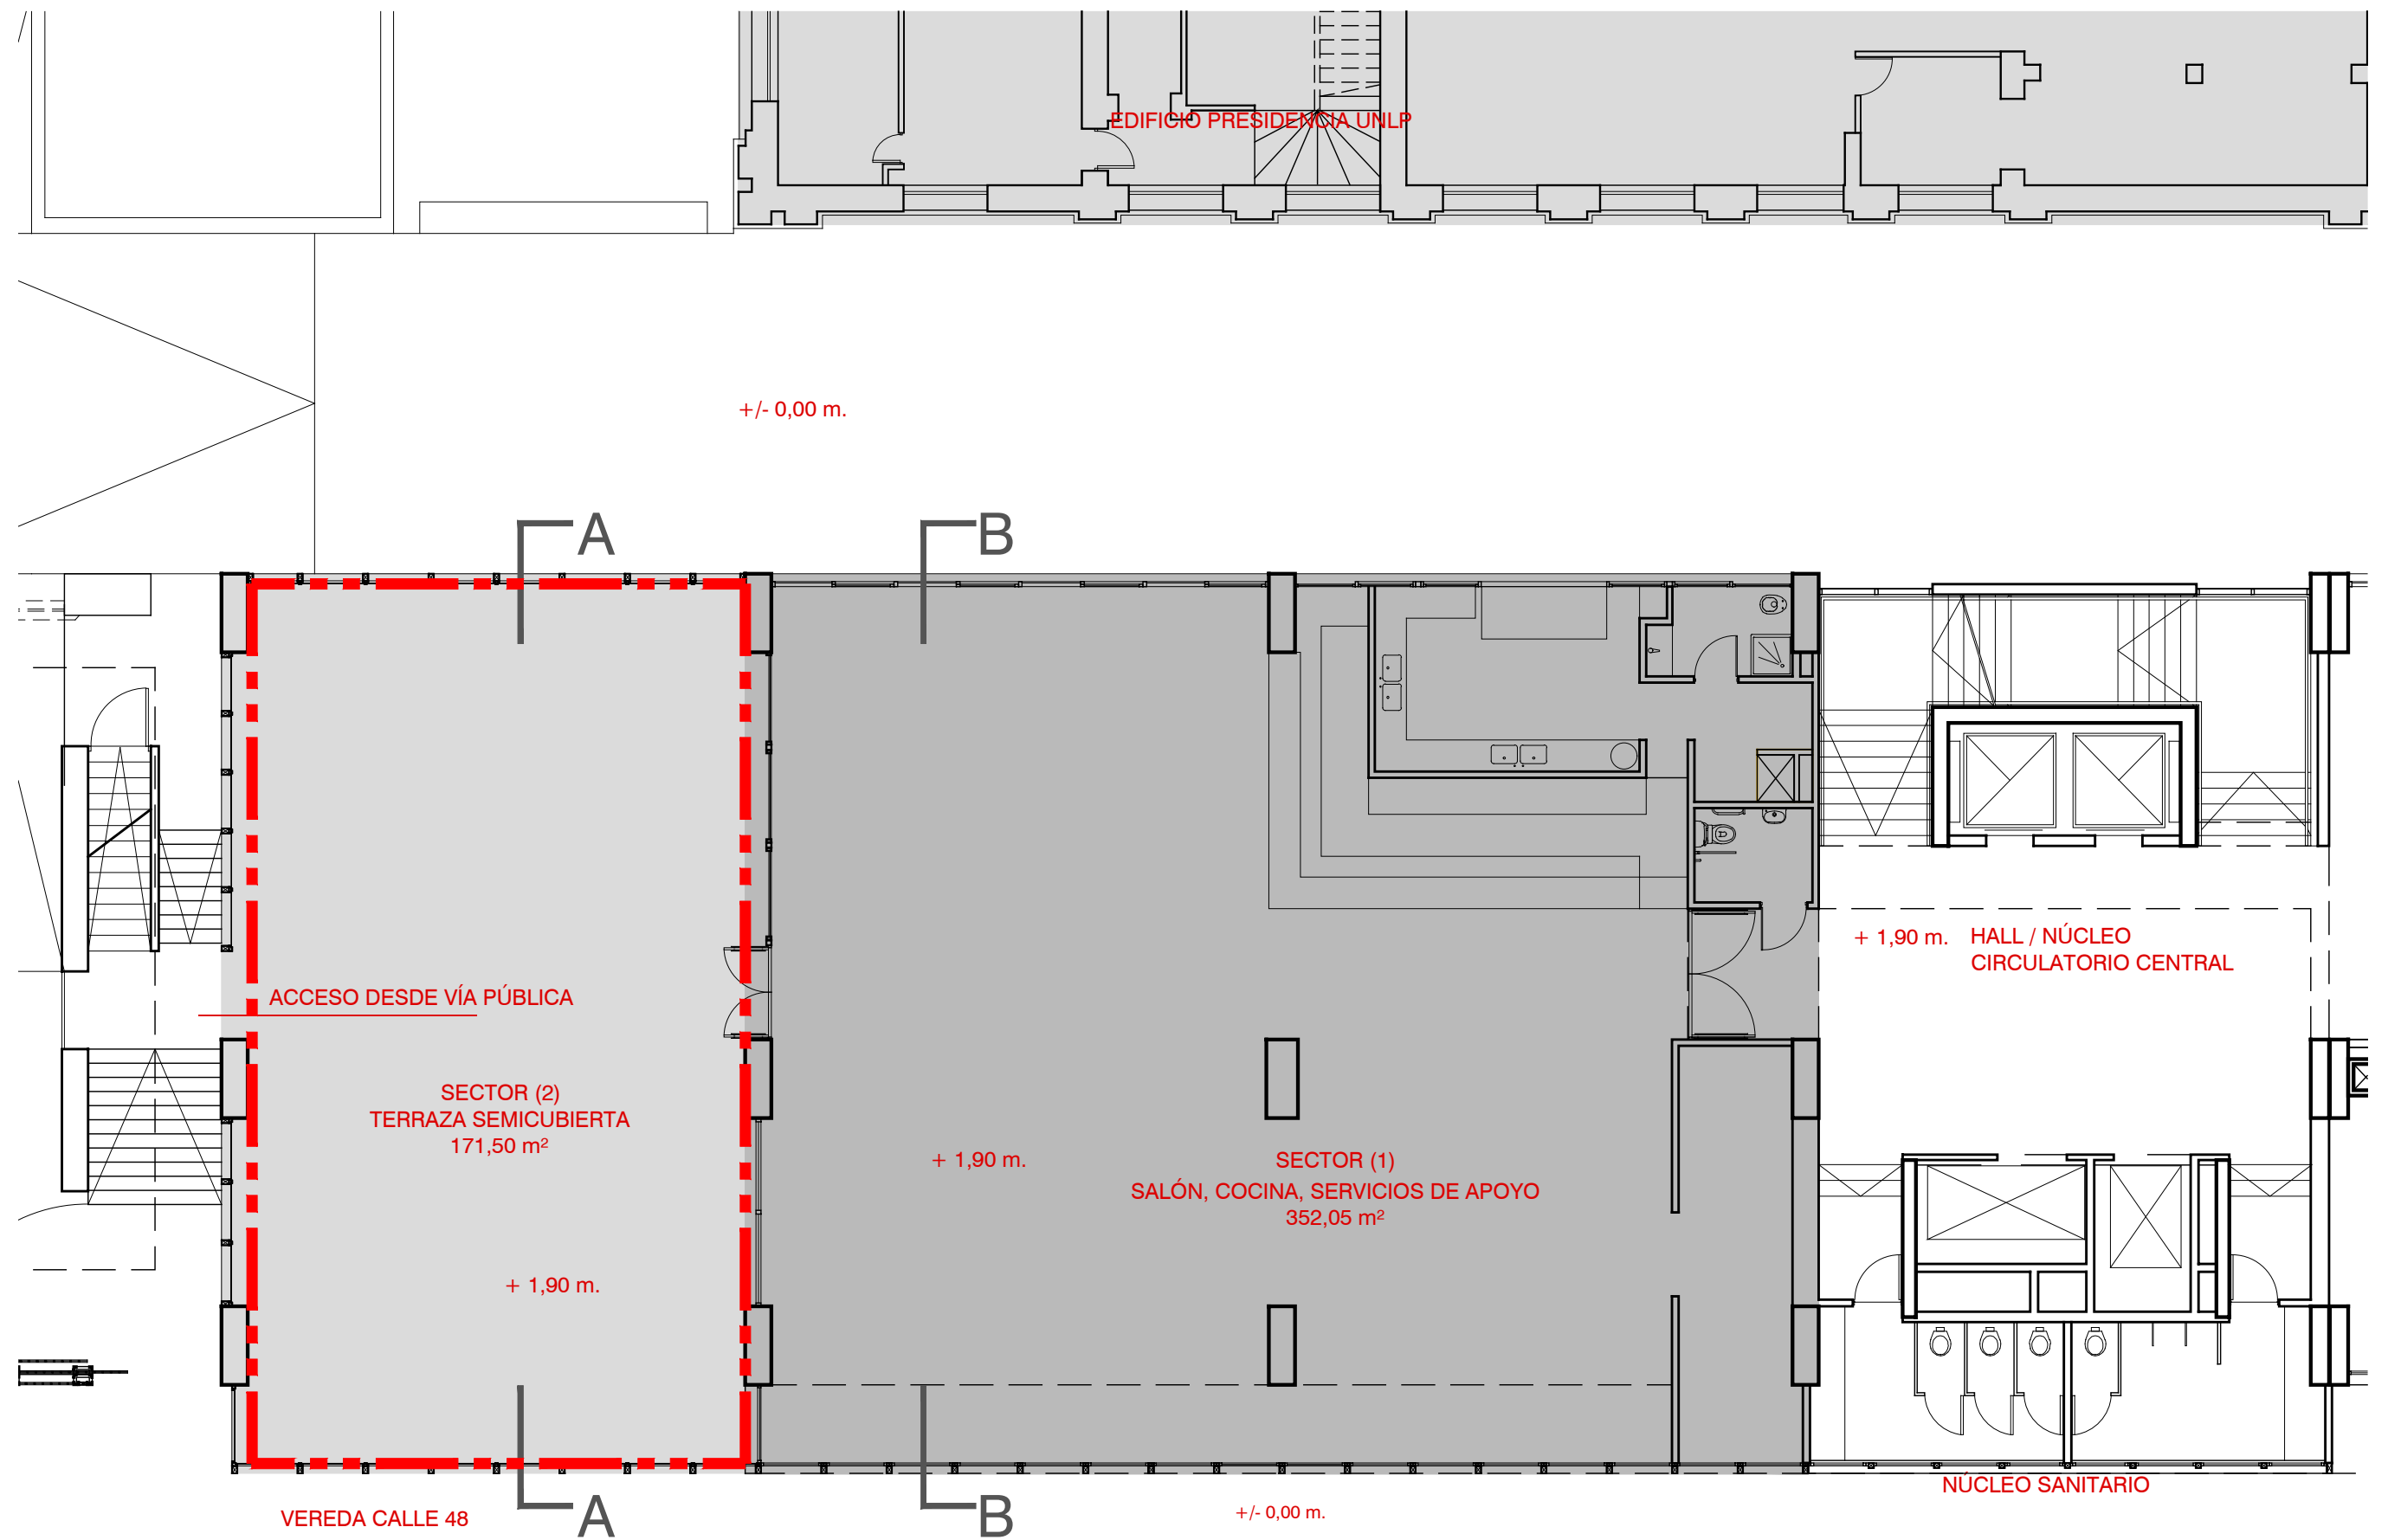 EDIFICIO PRESIDENCIA UNLP
+/- 0,00 m.
A
B
+ 1,90 m.
HALL / NÚCLEO
CIRCULATORIO CENTRAL
ACCESO DESDE VÍA PÚBLICA
SECTOR (2)
TERRAZA SEMICUBIERTA
171,50 m²
+ 1,90 m.
SECTOR (1)
SALÓN, COCINA, SERVICIOS DE APOYO
352,05 m²
+ 1,90 m.
NÚCLEO SANITARIO
VEREDA CALLE 48
A
B
+/- 0,00 m.